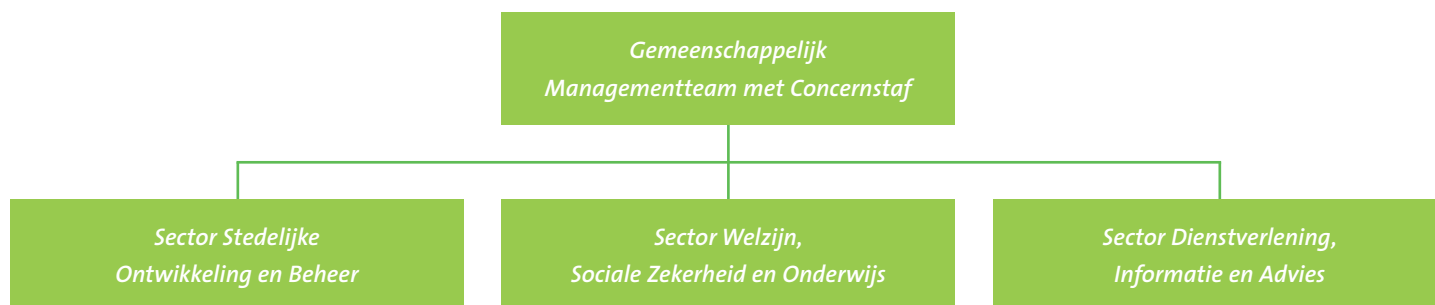 Gemeenschappelijk
Managementteam met Concernstaf
Sector Stedelijke
Ontwikkeling en Beheer
Sector Welzijn,
Sociale Zekerheid en Onderwijs
Sector Dienstverlening,
Informatie en Advies